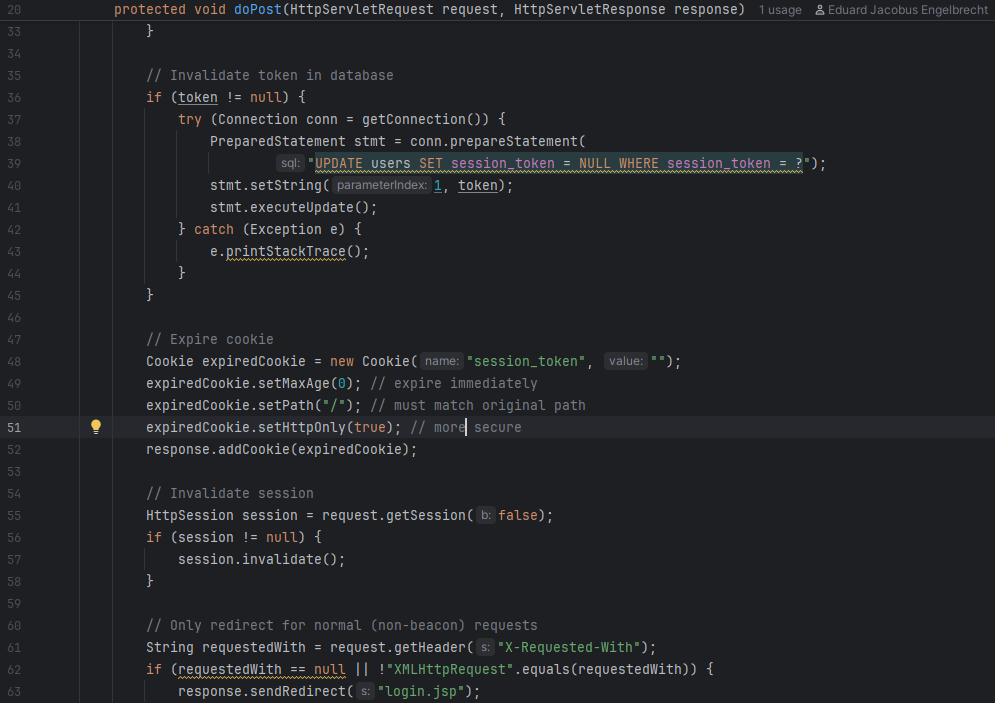 20 protected void doPost(HttpServletRequest request, HttpServletResponse response) 1 usage Eduard Jacobus Engelbrecht
33 }
34
35 // Invalidate token in database
36 if (token != null) {
37 try (Connection conn = getConnection()) {
38 PreparedStatement stmt = conn.prepareStatement(
39 sql: "UPDATE users SET session_token = NULL WHERE session_token = ?");
40 stmt.setString( parameterIndex: 1, token);
41 stmt.executeUpdate();
42 } catch (Exception e) {
43 e.printStackTrace();
44 }
45 }
46
47 // Expire cookie
48 Cookie expiredCookie = new Cookie( name: "session_token", value: "");
49 expiredCookie.setMaxAge(0); // expire immediately
50 expiredCookie.setPath("/"); // must match original path
51 expiredCookie.setHttpOnly(true); // more secure
52 response.addCookie(expiredCookie);
53
54 // Invalidate session
55 HttpSession session = request.getSession( b: false);
56 if (session != null) {
57 session.invalidate();
58 }
59
60 // Only redirect for normal (non-beacon) requests
61 String requestedWith = request.getHeader( s: "X-Requested-With");
62 if (requestedWith == null || !"XMLHttpRequest".equals(requestedWith)) {
63 response.sendRedirect( s: "login.jsp");